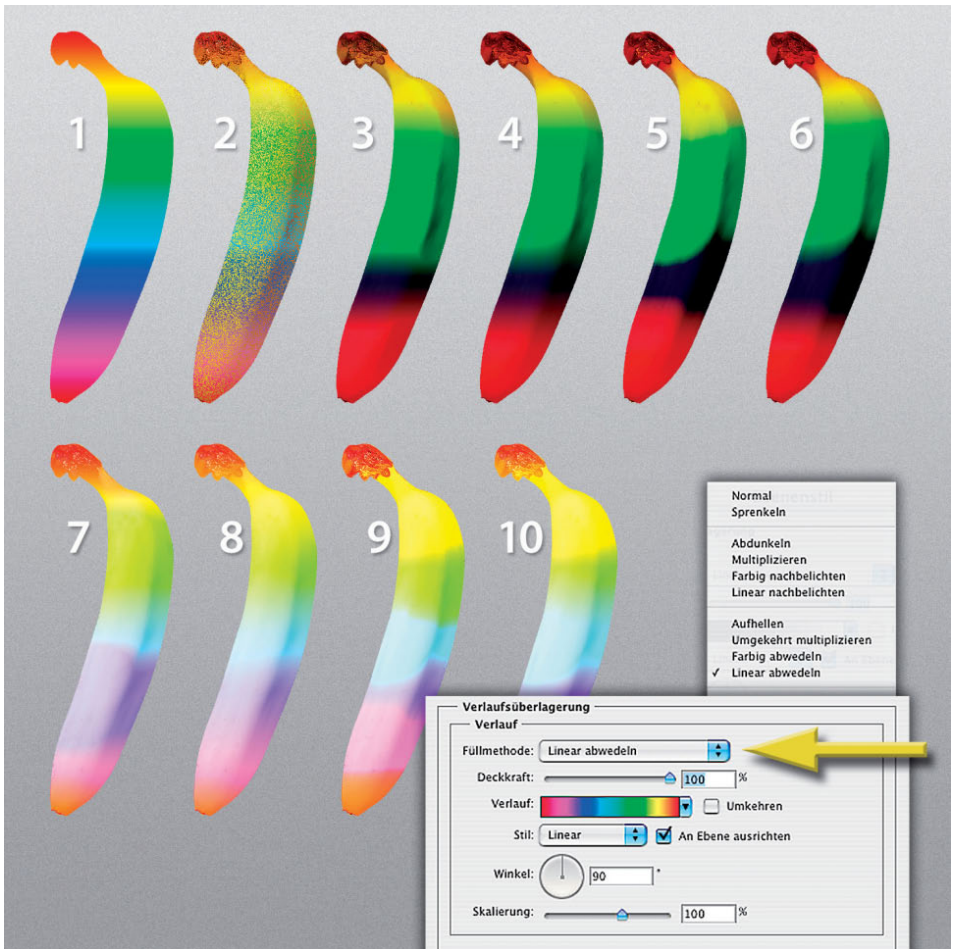 1 2 3 4 5 6
7 8 9 10
Normal
Sprenkeln
Abdunkeln
Multiplizieren
Farbig nachbelichten
Linear nachbelichten
Aufhellen
Umgekehrt multiplizieren
Farbig abwedeln
✓ Linear abwedeln
Verlaufsüberlagerung
Verlauf
Füllmethode: Linear abwedeln
Deckkraft: 100 %
Verlauf: Umkehren
Stil: Linear An Ebene ausrichten
Winkel: 90 °
Skalierung: 100 %